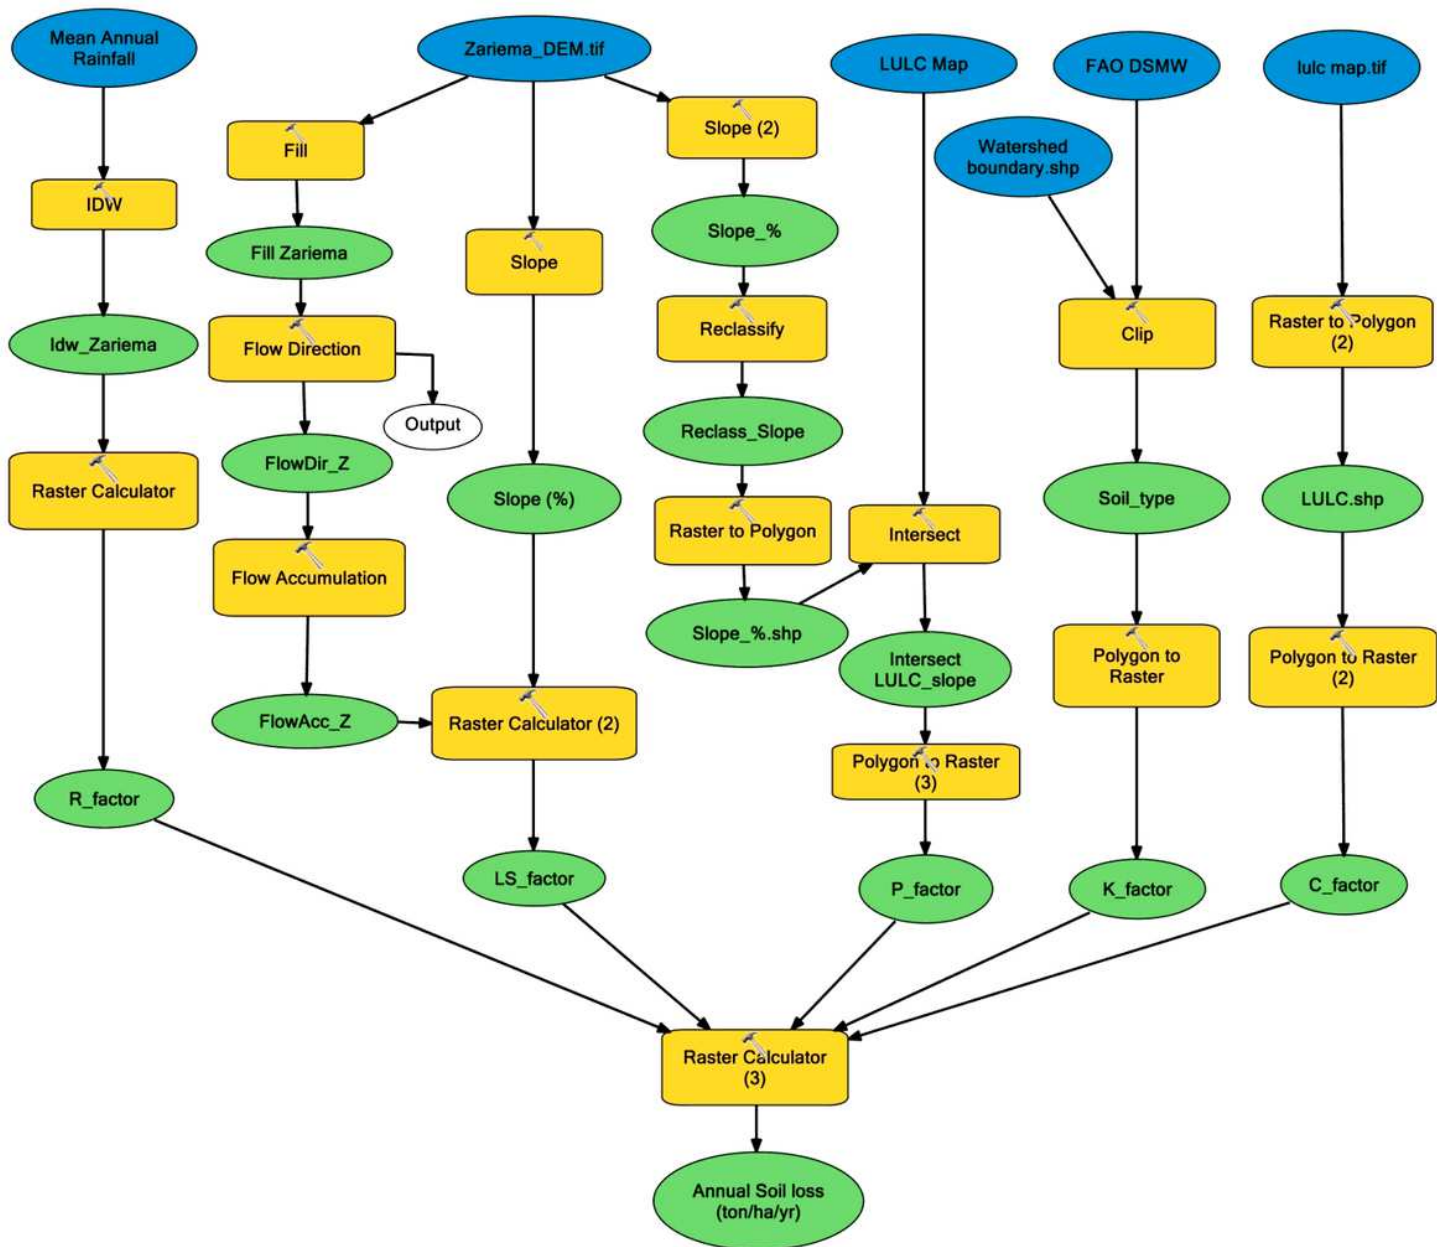 Mean Annual
Rainfall
Zariema_DEM.tif
LULC Map
FAO DSMW
lulc map.tif
Fill
Slope (2)
Watershed
boundary.shp
IDW
Fill Zariema
Slope
Slope_%
Idw_Zariema
Flow Direction
Reclassify
Clip
Raster to Polygon
(2)
Output
Reclass_Slope
FlowDir_Z
Raster Calculator
Slope (%)
Raster to Polygon
Intersect
Soil_type
LULC.shp
Flow Accumulation
Slope_%.shp
Intersect
LULC_slope
Polygon to
Raster
Polygon to Raster
(2)
FlowAcc_Z
Raster Calculator (2)
Polygon to Raster
(3)
R_factor
LS_factor
P_factor
K_factor
C_factor
Raster Calculator
(3)
Annual Soil loss
(ton/ha/yr)